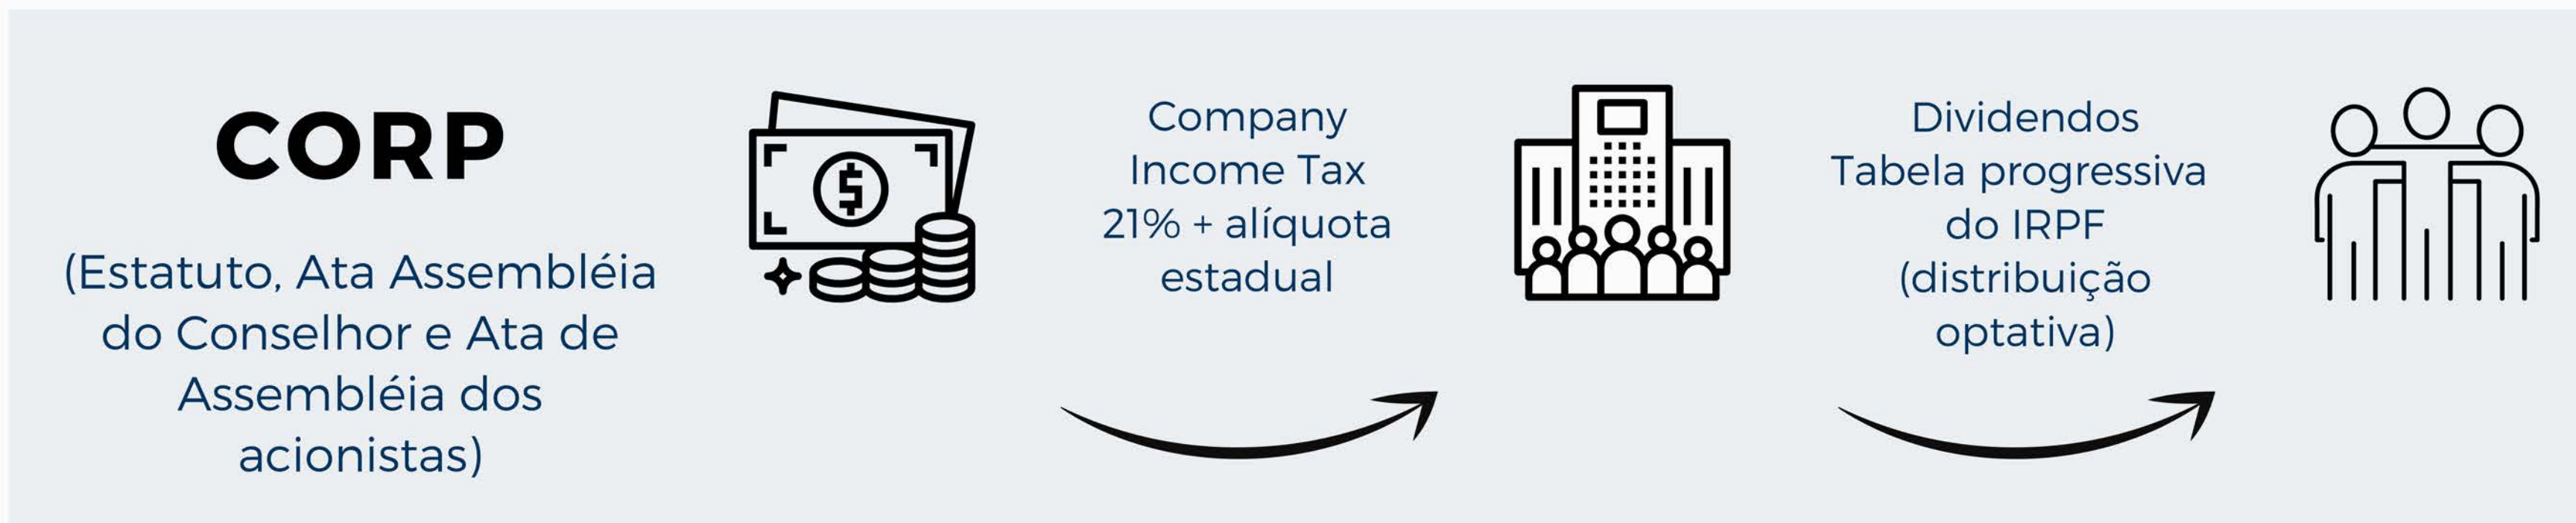 CORP
(Estatuto, Ata Assembléia
do Conselhor e Ata de
Assembléia dos
acionistas)
$
Company
Income Tax
21% + alíquota
estadual
Dividendos
Tabela progressiva
do IRPF
(distribuição
optativa)